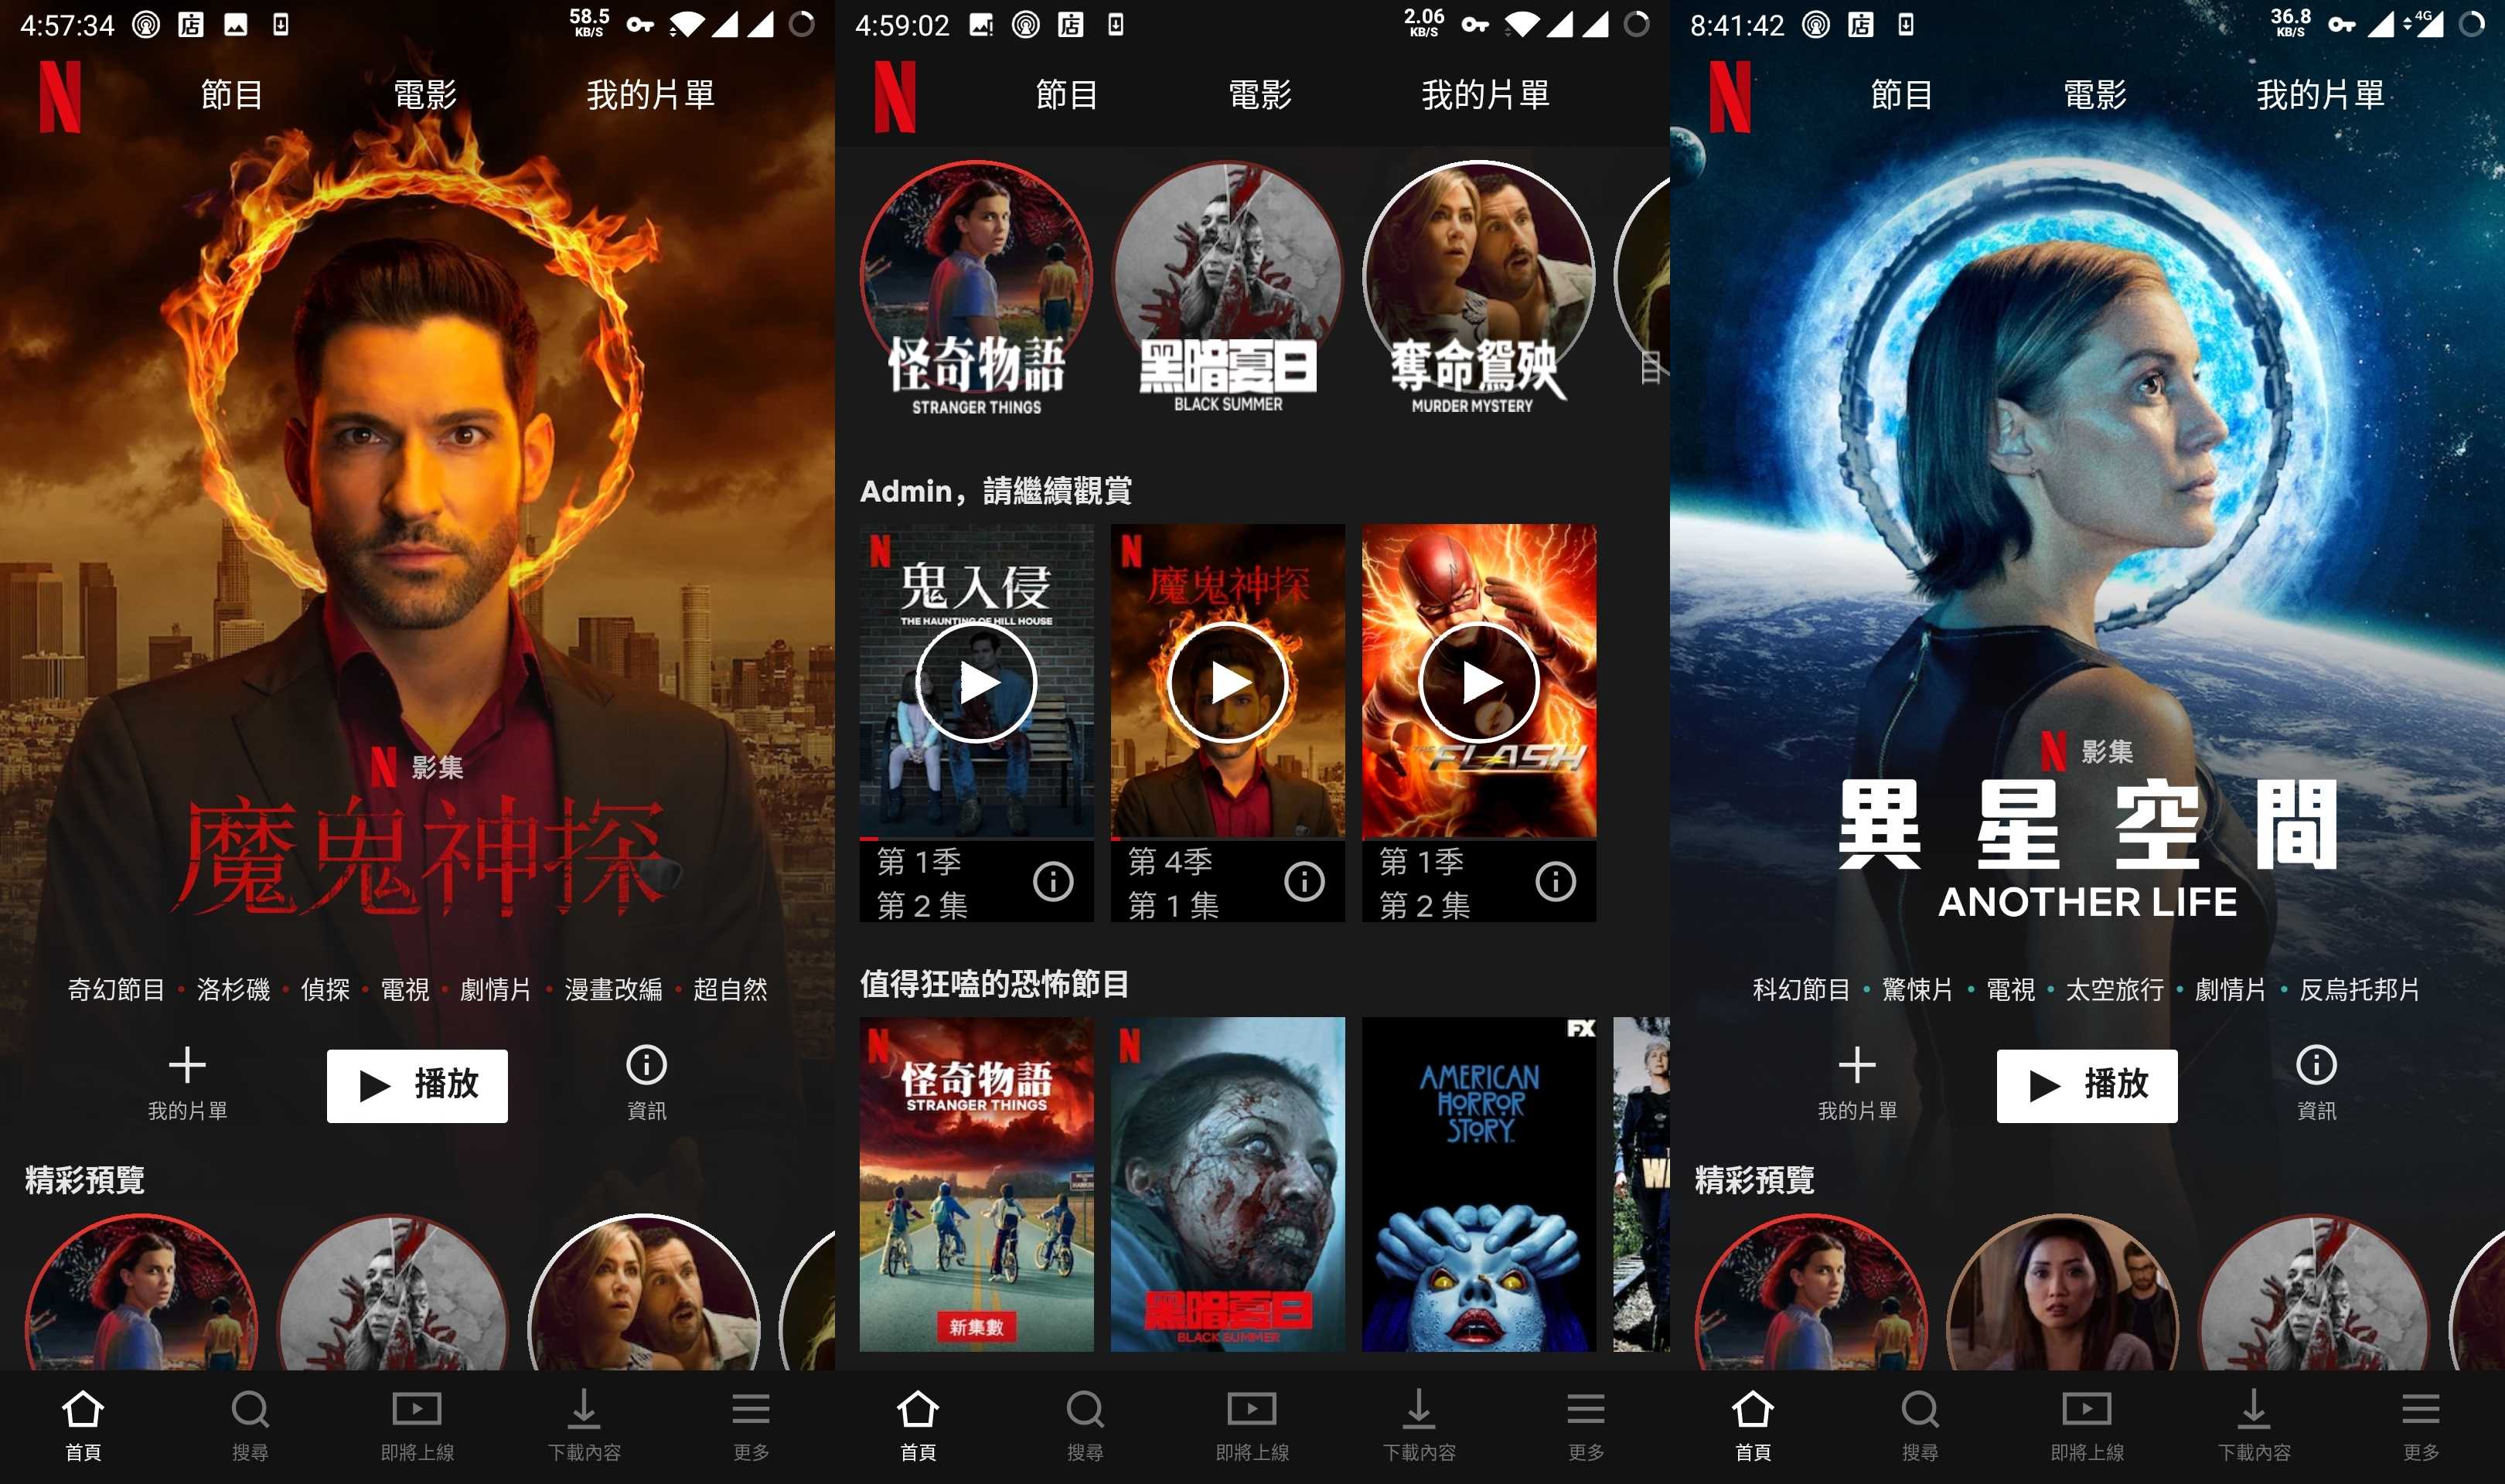 4:57:34
店
58.5
KB/S
N
節目
電影
我的片單
N 影集
魔鬼神探
奇幻節目 • 洛杉磯 • 偵探 • 電視 • 劇情片 • 漫畫改編 • 超自然
我的片單
播放
資訊
精彩預覽
首頁
搜尋
即將上線
下載內容
更多
4:59:02
店
2.06
KB/S
N
節目
電影
我的片單
怪奇物語
STRANGER THINGS
黑暗夏日
BLACK SUMMER
奪命鴛殃
MURDER MYSTERY
Admin，請繼續觀賞
N
鬼入侵
THE HAUNTING OF HILL HOUSE
第 1季
第 2 集
N
魔鬼神探
第 4季
第 1 集
THE FLASH
第 1季
第 2 集
值得狂嗑的恐怖節目
N
怪奇物語
STRANGER THINGS
新集數
N
黑暗夏日
BLACK SUMMER
FX
AMERICAN
HORROR
STORY
首頁
搜尋
即將上線
下載內容
更多
8:41:42
店
36.8
KB/S
4G
N
節目
電影
我的片單
N 影集
異星空間
ANOTHER LIFE
科幻節目 • 驚悚片 • 電視 • 太空旅行 • 劇情片 • 反烏托邦片
我的片單
播放
資訊
精彩預覽
首頁
搜尋
即將上線
下載內容
更多